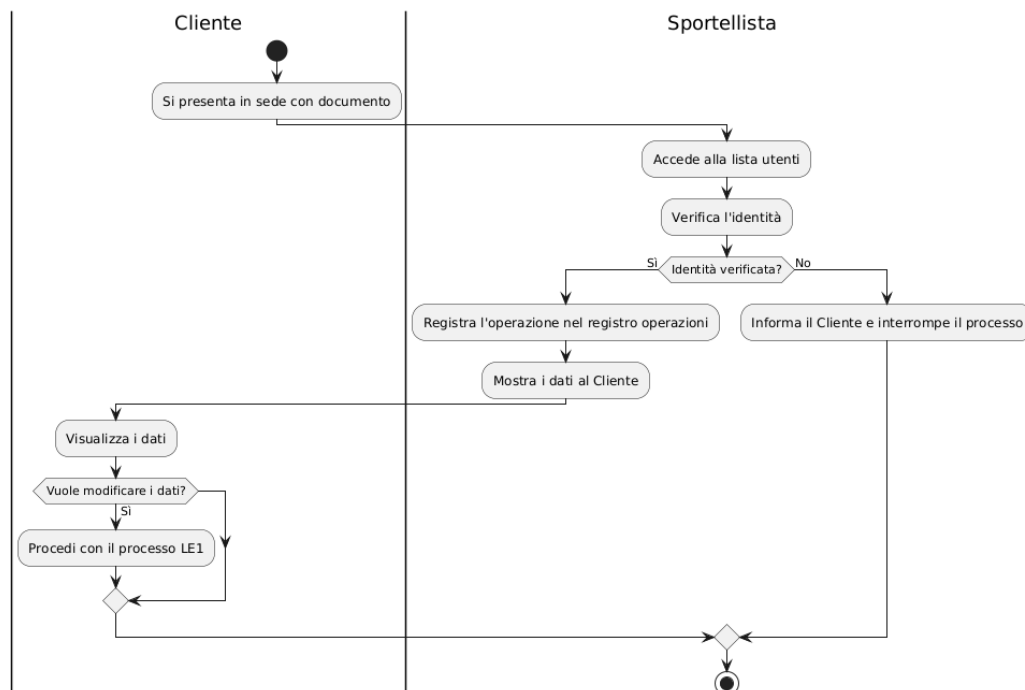 Cliente
Sportellista
Si presenta in sede con documento
Accede alla lista utenti
Verifica l'identità
Sì
Identità verificata?
No
Registra l'operazione nel registro operazioni
Informa il Cliente e interrompe il processo
Mostra i dati al Cliente
Visualizza i dati
Vuole modificare i dati?
Sì
Procedi con il processo LE1